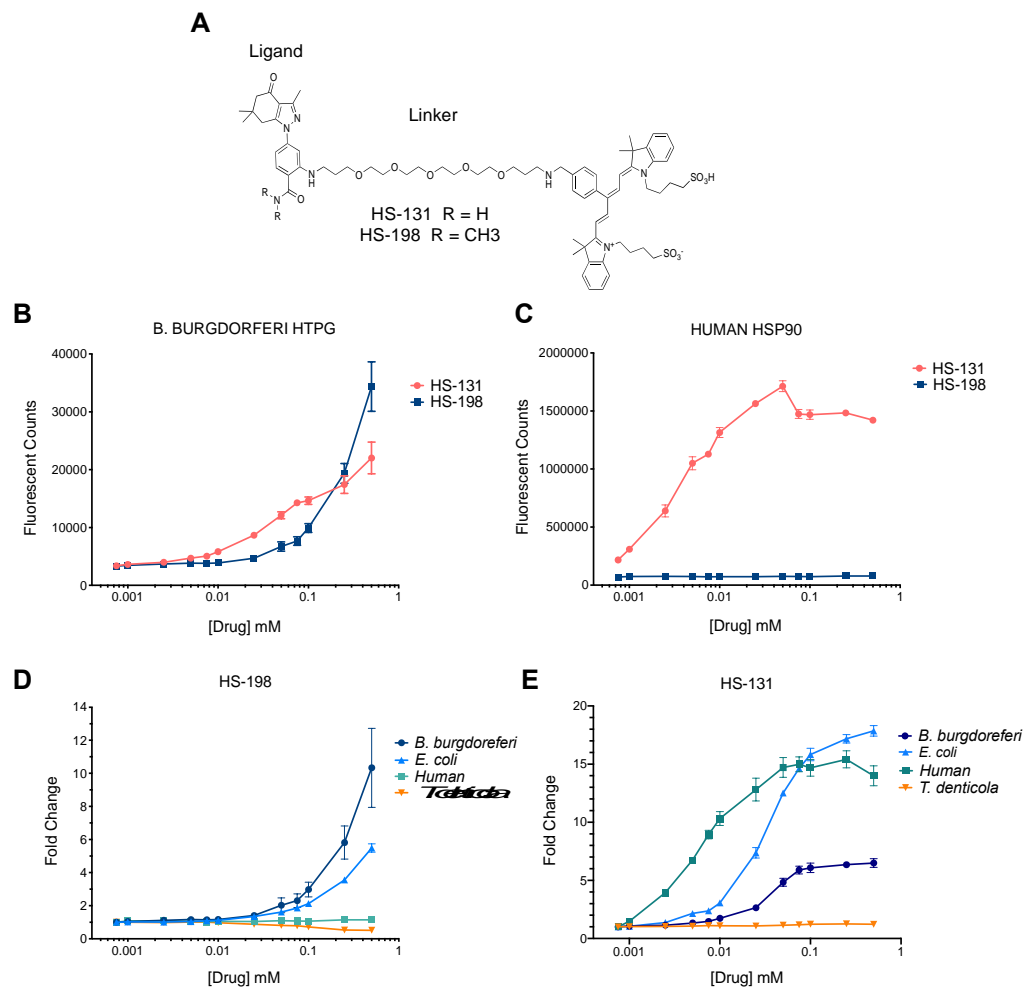 A
Ligand
Linker
O
N
N
NH
O
O
O
O
O
NH
N
SO3H
N+
SO3-
R
N
O
R
HS-131 R = H
HS-198 R = CH3
B
B. BURGDORFERI HTPG
40000
30000
20000
10000
0
Fluorescent Counts
0.001
0.01
0.1
1
[Drug] mM
HS-131
HS-198
C
HUMAN HSP90
2000000
1500000
1000000
500000
0
Fluorescent Counts
0.001
0.01
0.1
1
[Drug] mM
HS-131
HS-198
D
HS-198
14
12
10
8
6
4
2
0
Fold Change
0.001
0.01
0.1
1
[Drug] mM
B. burgdoreferi
E. coli
Human
E
HS-131
20
15
10
5
0
Fold Change
0.001
0.01
0.1
1
[Drug] mM
B. burgdoreferi
E. coli
Human
T. denticola